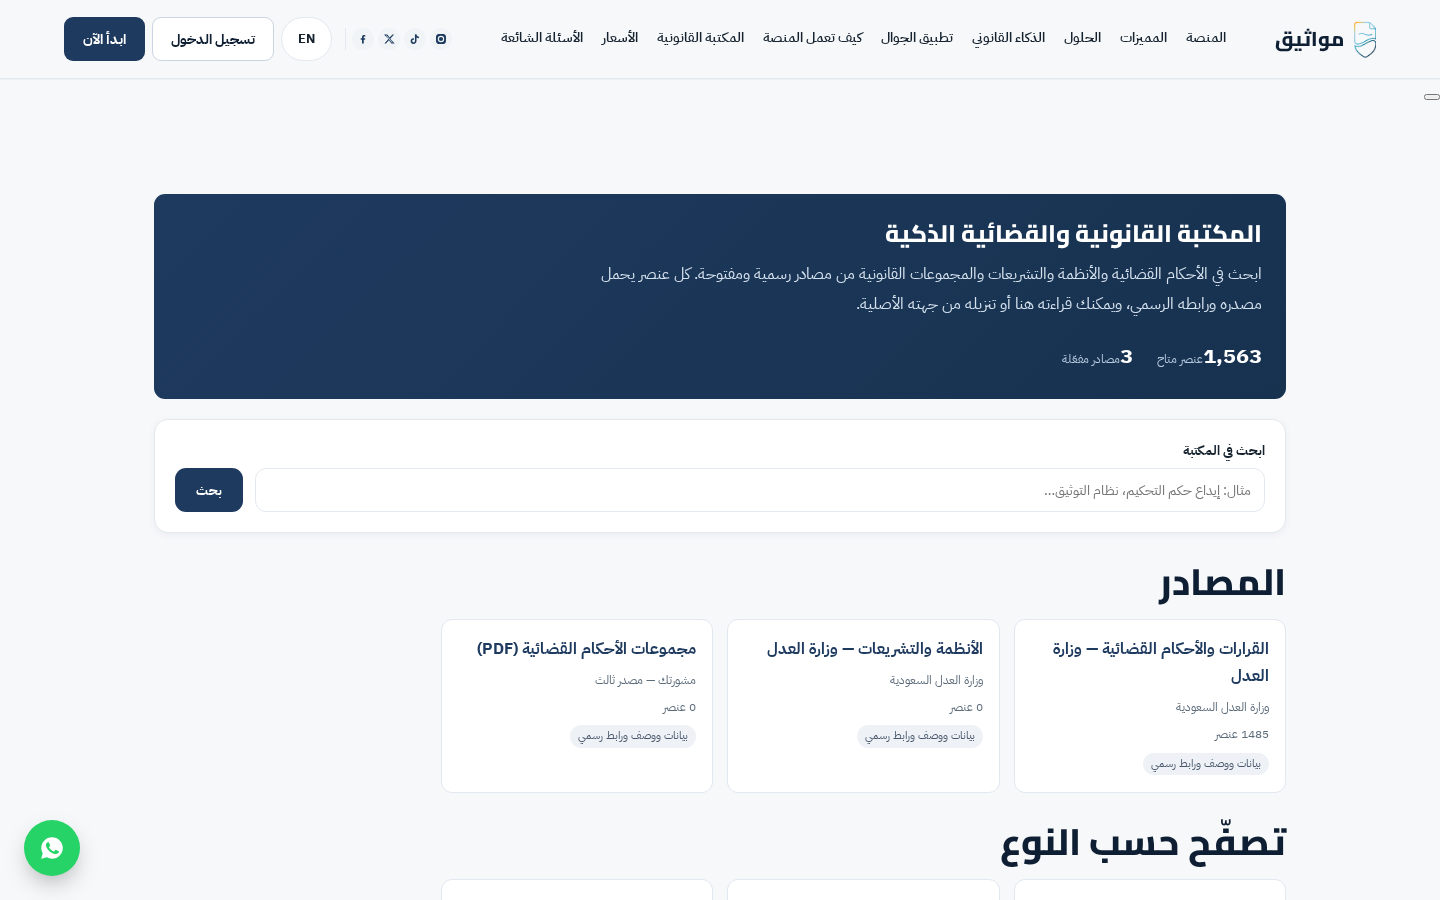 مواثيق
المنصة
المميزات
الحلول
الذكاء القانوني
تطبيق الجوال
كيف تعمل المنصة
المكتبة القانونية
الأسعار
الأسئلة الشائعة
EN
تسجيل الدخول
ابدأ الآن
المكتبة القانونية والقضائية الذكية
ابحث في الأحكام القضائية والأنظمة والتشريعات والمجموعات القانونية من مصادر رسمية ومفتوحة. كل عنصر يحمل
مصدره ورابطه الرسمي، ويمكنك قراءته هنا أو تنزيله من جهته الأصلية.
1,563 عنصر متاح
3 مصادر مفعّلة
ابحث في المكتبة
مثال: إيداع حكم التحكيم، نظام التوثيق...
بحث
المصادر
القرارات والأحكام القضائية — وزارة
العدل
وزارة العدل السعودية
1485 عنصر
بيانات ووصف ورابط رسمي
الأنظمة والتشريعات — وزارة العدل
وزارة العدل السعودية
0 عنصر
بيانات ووصف ورابط رسمي
مجموعات الأحكام القضائية (PDF)
مشورتك — مصدر ثالث
0 عنصر
بيانات ووصف ورابط رسمي
تصفّح حسب النوع